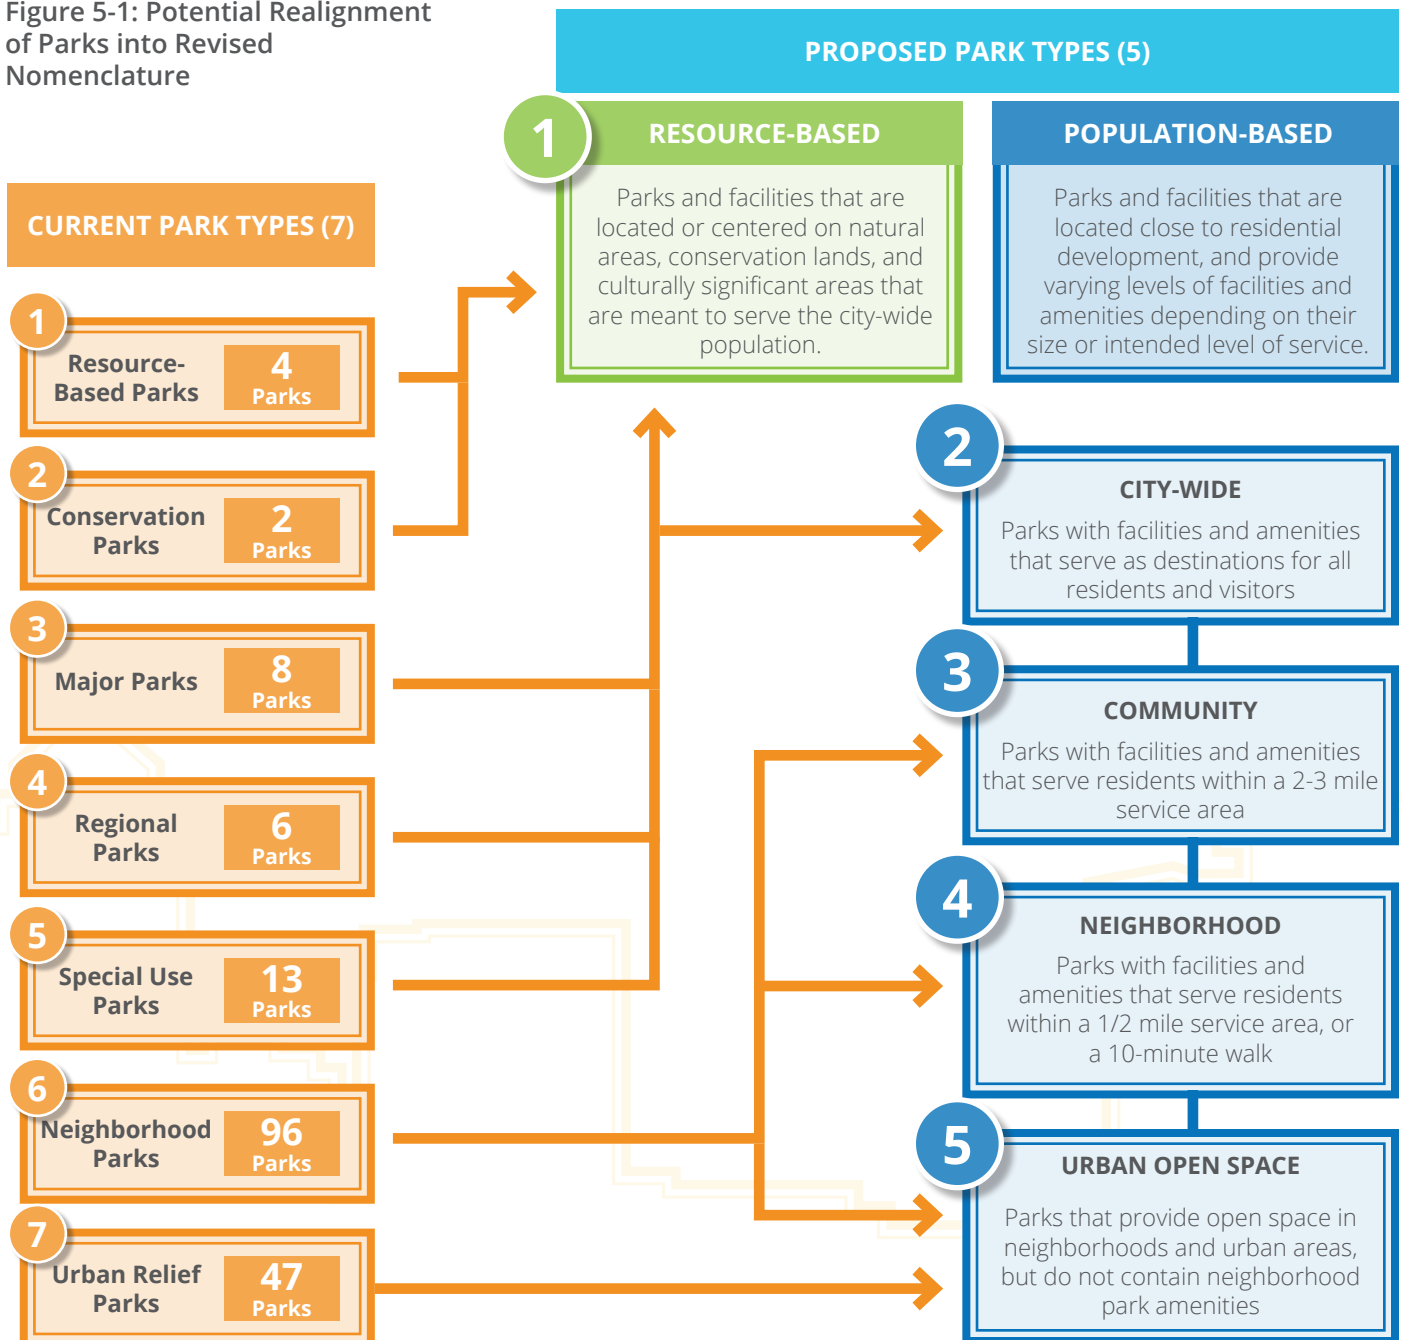 Figure 5-1: Potential Realignment
of Parks into Revised
Nomenclature
PROPOSED PARK TYPES (5)
1
RESOURCE-BASED
Parks and facilities that are
located or centered on natural
areas, conservation lands, and
culturally significant areas that
are meant to serve the city-wide
population.
POPULATION-BASED
Parks and facilities that are
located close to residential
development, and provide
varying levels of facilities and
amenities depending on their
size or intended level of service.
CURRENT PARK TYPES (7)
1
Resource-
Based Parks
4
Parks
2
Conservation
Parks
2
Parks
3
Major Parks
8
Parks
4
Regional
Parks
6
Parks
5
Special Use
Parks
13
Parks
6
Neighborhood
Parks
96
Parks
7
Urban Relief
Parks
47
Parks
2
CITY-WIDE
Parks with facilities and amenities
that serve as destinations for all
residents and visitors
3
COMMUNITY
Parks with facilities and amenities
that serve residents within a 2-3 mile
service area
4
NEIGHBORHOOD
Parks with facilities and
amenities that serve residents
within a 1/2 mile service area, or
a 10-minute walk
5
URBAN OPEN SPACE
Parks that provide open space in
neighborhoods and urban areas,
but do not contain neighborhood
park amenities